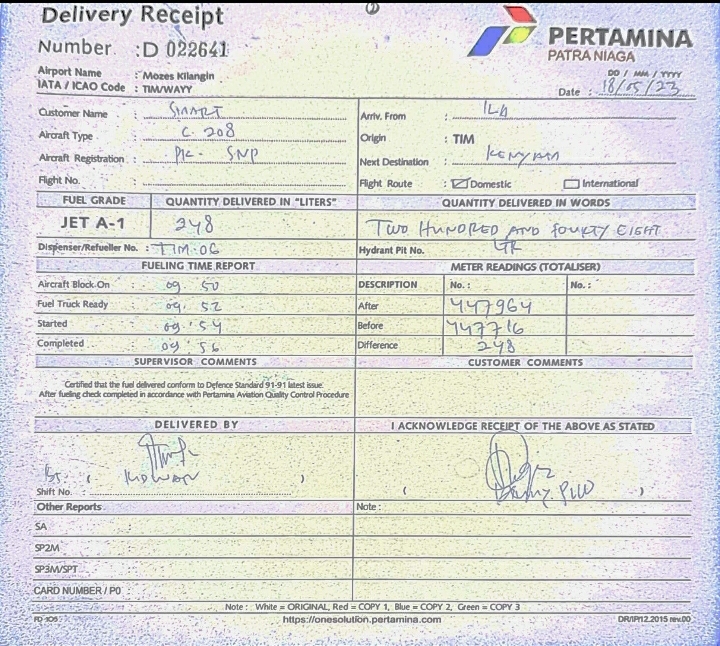 Delivery Receipt
Number. : D 022641
PERTAMINA
PATRA NIAGA
Airport Name : Mozes Kilangin
IATA / ICAO Code : TIM/WAYY
DD / MM / YYYY
Date : 18/05/23
Customer Name : SMART
Arriv. From : ILA
Aircraft Type : C. 208
Origin : TIM
Aircraft Registration : PK- SNP
Next Destination : KENYAM
Flight No. :
Flight Route : Domestic International
FUEL GRADE QUANTITY DELIVERED IN "LITERS" QUANTITY DELIVERED IN WORDS
JET A-1 248 TWO HUNDRED AND FOURTY EIGHT
LTR
Dispenser/Refueller No. : TIM-06 Hydrant Pit No.
FUELING TIME REPORT METER READINGS (TOTALISER)
Aircraft Block-On : 09. 50 DESCRIPTION No. : No. :
Fuel Truck Ready : 09. 52 After 447964
Started : 09. 54 Before 447716
Completed : 09. 56 Difference 248
SUPERVISOR COMMENTS CUSTOMER COMMENTS
Certified that the fuel delivered conform to Defence Standard 91-91 latest issue.
After fueling check completed in accordance with Pertamina Aviation Quality Control Procedure
DELIVERED BY I ACKNOWLEDGE RECEIPT OF THE ABOVE AS STATED
Shift No. ( )
( )
Other Reports Note :
SA :
SP2M :
SP3M/SPT :
CARD NUMBER / PO :
Note : White = ORIGINAL, Red = COPY 1, Blue = COPY 2, Green = COPY 3
https://onesolution.pertamina.com
DR/IP/12.2015 rev.00